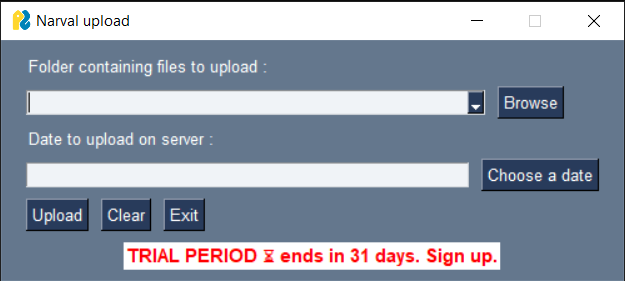 Narval upload
Folder containing files to upload :
Browse
Date to upload on server :
Choose a date
Upload Clear Exit
TRIAL PERIOD ⏳ ends in 31 days. Sign up.